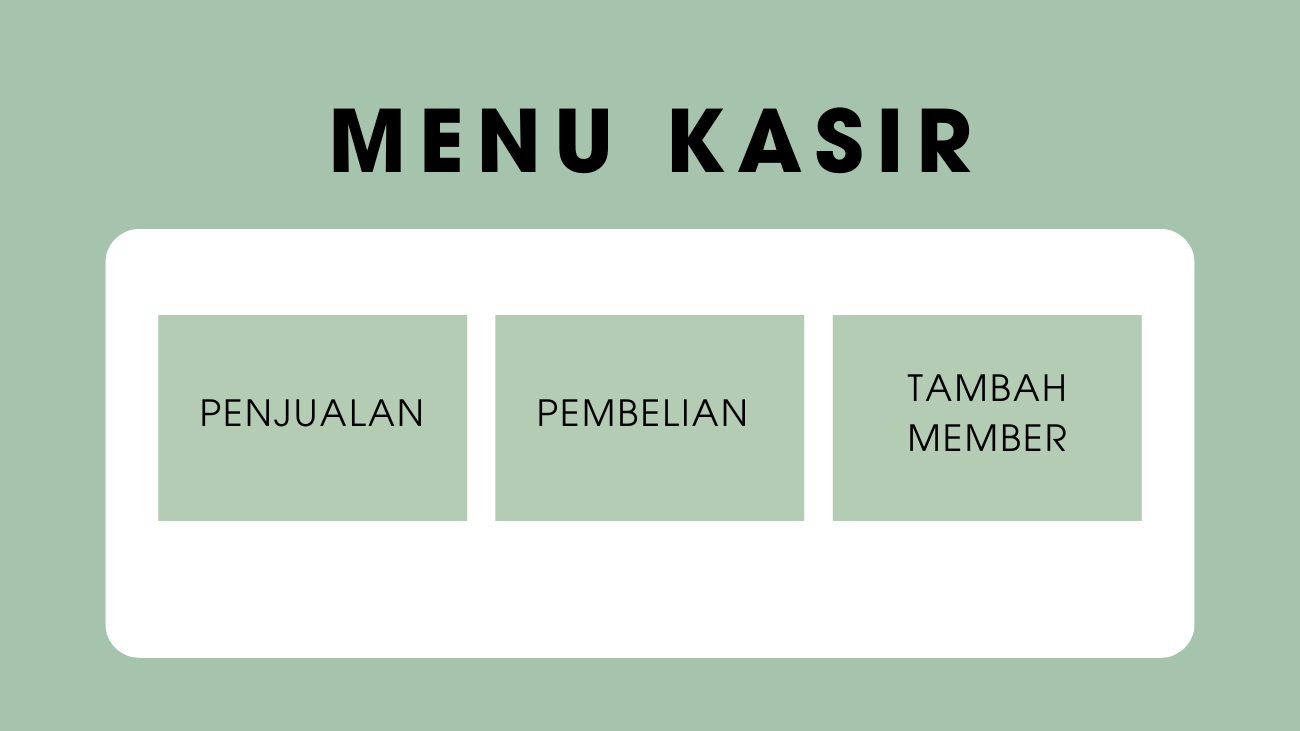 MENU KASIR
PENJUALAN
PEMBELIAN
TAMBAH
MEMBER